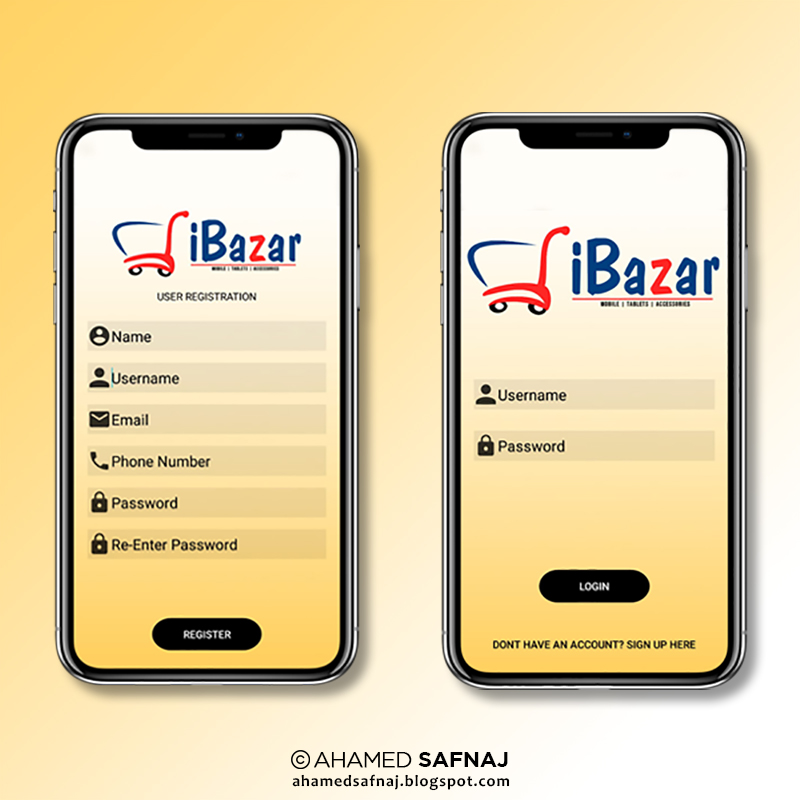 iBazar
MOBILE | TABLETS | ACCESSORIES
USER REGISTRATION
Name
Username
Email
Phone Number
Password
Re-Enter Password
REGISTER
iBazar
MOBILE | TABLETS | ACCESSORIES
Username
Password
LOGIN
DONT HAVE AN ACCOUNT? SIGN UP HERE
© AHAMED SAFNAJ
ahamedsafnaj.blogspot.com